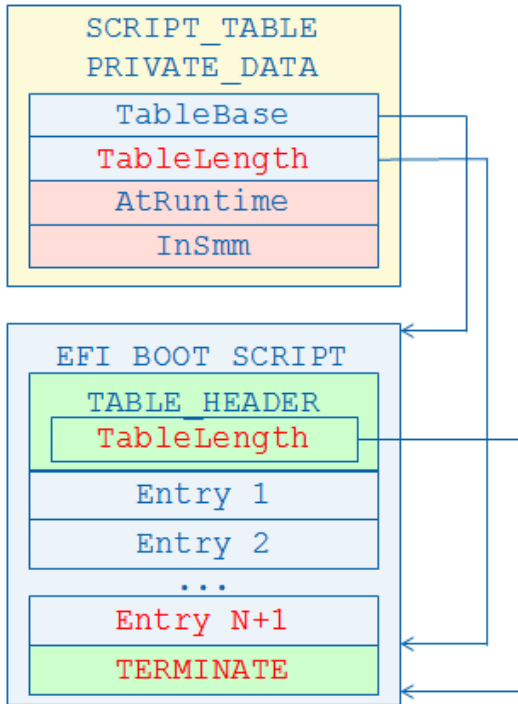 SCRIPT_TABLE
PRIVATE_DATA
TableBase
TableLength
AtRuntime
InSmm
EFI BOOT SCRIPT
TABLE_HEADER
TableLength
Entry 1
Entry 2
...
Entry N+1
TERMINATE